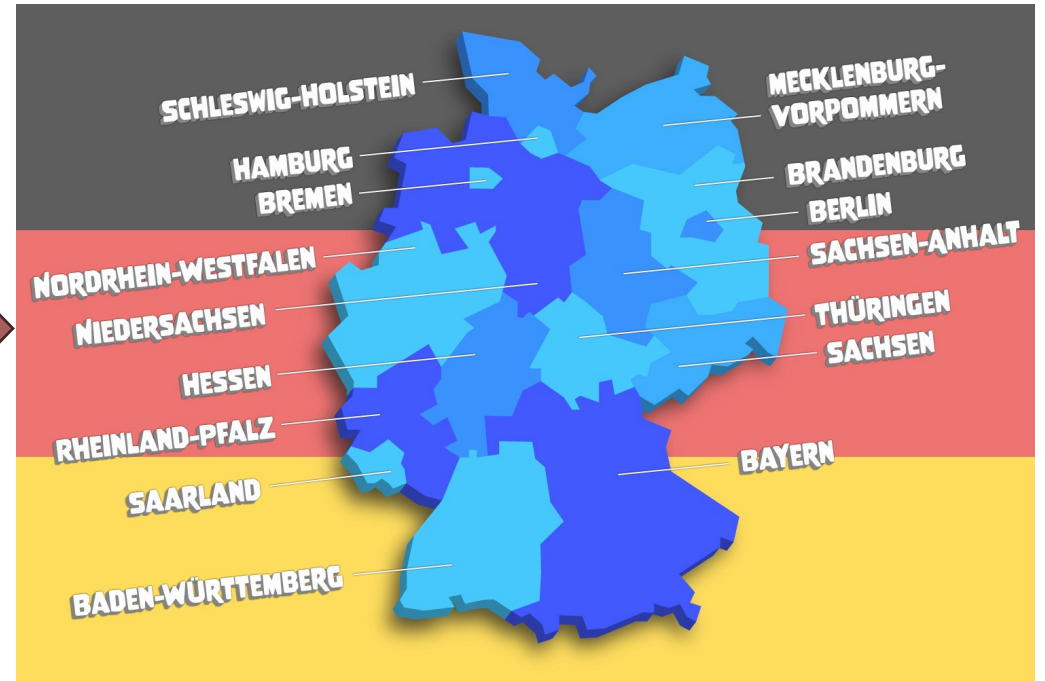 SCHLESWIG-HOLSTEIN
HAMBURG
BREMEN
NORDRHEIN-WESTFALEN
NIEDERSACHSEN
HESSEN
RHEINLAND-PFALZ
SAARLAND
BADEN-WÜRTTEMBERG
MECKLENBURG-
VORPOMMERN
BRANDENBURG
BERLIN
SACHSEN-ANHALT
THÜRINGEN
SACHSEN
BAYERN